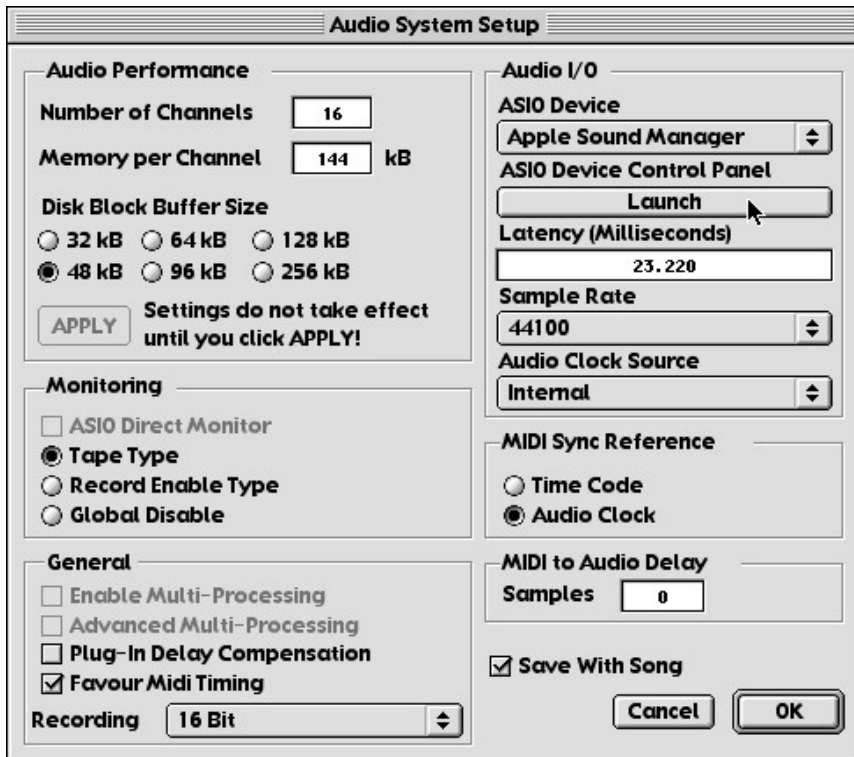 Audio System Setup
Audio Performance
Number of Channels 16
Memory per Channel 144 kB
Disk Block Buffer Size
32 kB 64 kB 128 kB
48 kB 96 kB 256 kB
APPLY Settings do not take effect
until you click APPLY!
Monitoring
ASIO Direct Monitor
Tape Type
Record Enable Type
Global Disable
General
Enable Multi-Processing
Advanced Multi-Processing
Plug-In Delay Compensation
Favour Midi Timing
Recording 16 Bit
Audio I/O
ASIO Device
Apple Sound Manager
ASIO Device Control Panel
Launch
Latency (Milliseconds)
23.220
Sample Rate
44100
Audio Clock Source
Internal
MIDI Sync Reference
Time Code
Audio Clock
MIDI to Audio Delay
Samples 0
Save With Song
Cancel OK